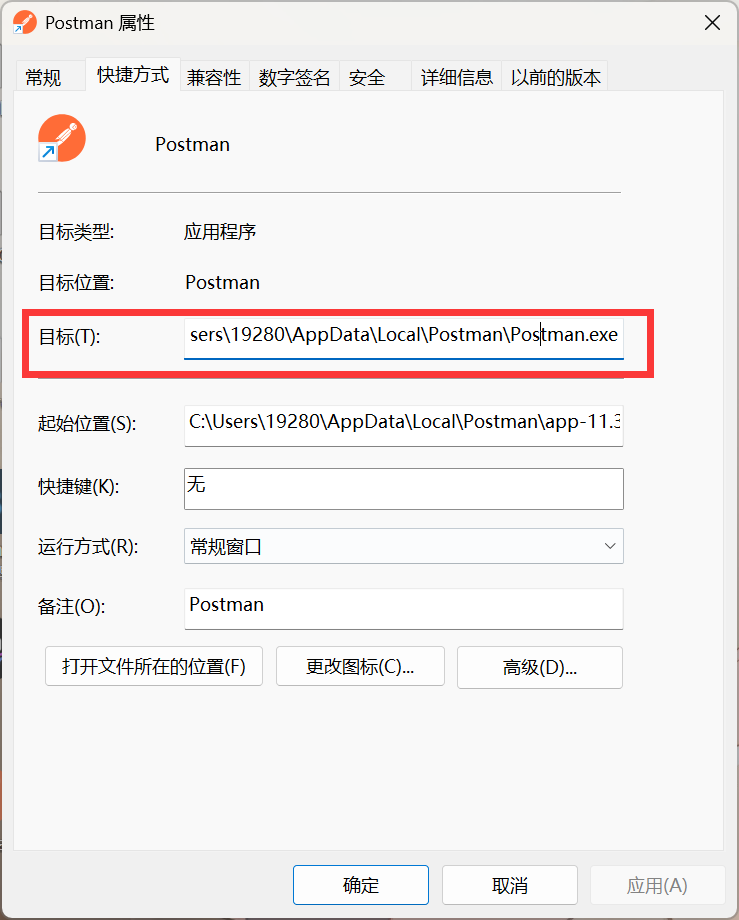 Postman 属性
常规 快捷方式 兼容性 数字签名 安全 详细信息 以前的版本
Postman
目标类型: 应用程序
目标位置: Postman
目标(T): sers\19280\AppData\Local\Postman\Postman.exe
起始位置(S): C:\Users\19280\AppData\Local\Postman\app-11.3
快捷键(K): 无
运行方式(R): 常规窗口
备注(O): Postman
打开文件所在的位置(F) 更改图标(C)... 高级(D)...
确定 取消 应用(A)